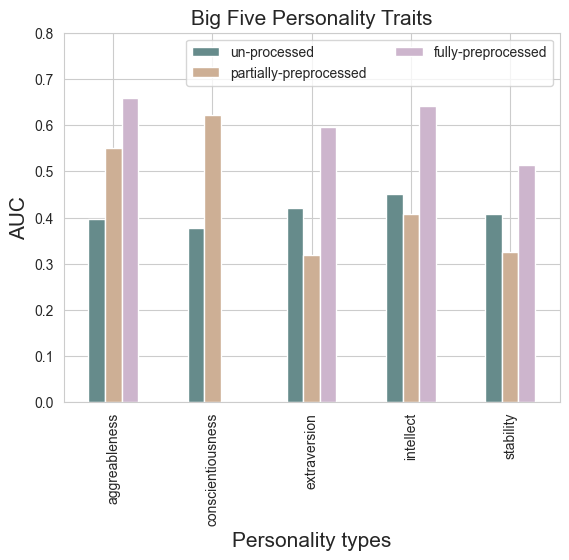 Big Five Personality Traits
un-processed
partially-preprocessed
fully-preprocessed
AUC
0.8
0.7
0.6
0.5
0.4
0.3
0.2
0.1
0.0
aggreableness
conscientiousness
extraversion
intellect
stability
Personality types